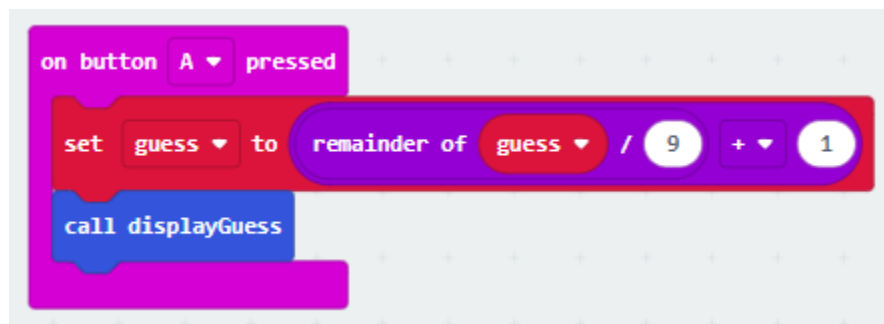 on button A pressed
set guess to remainder of guess / 9 + 1
call displayGuess